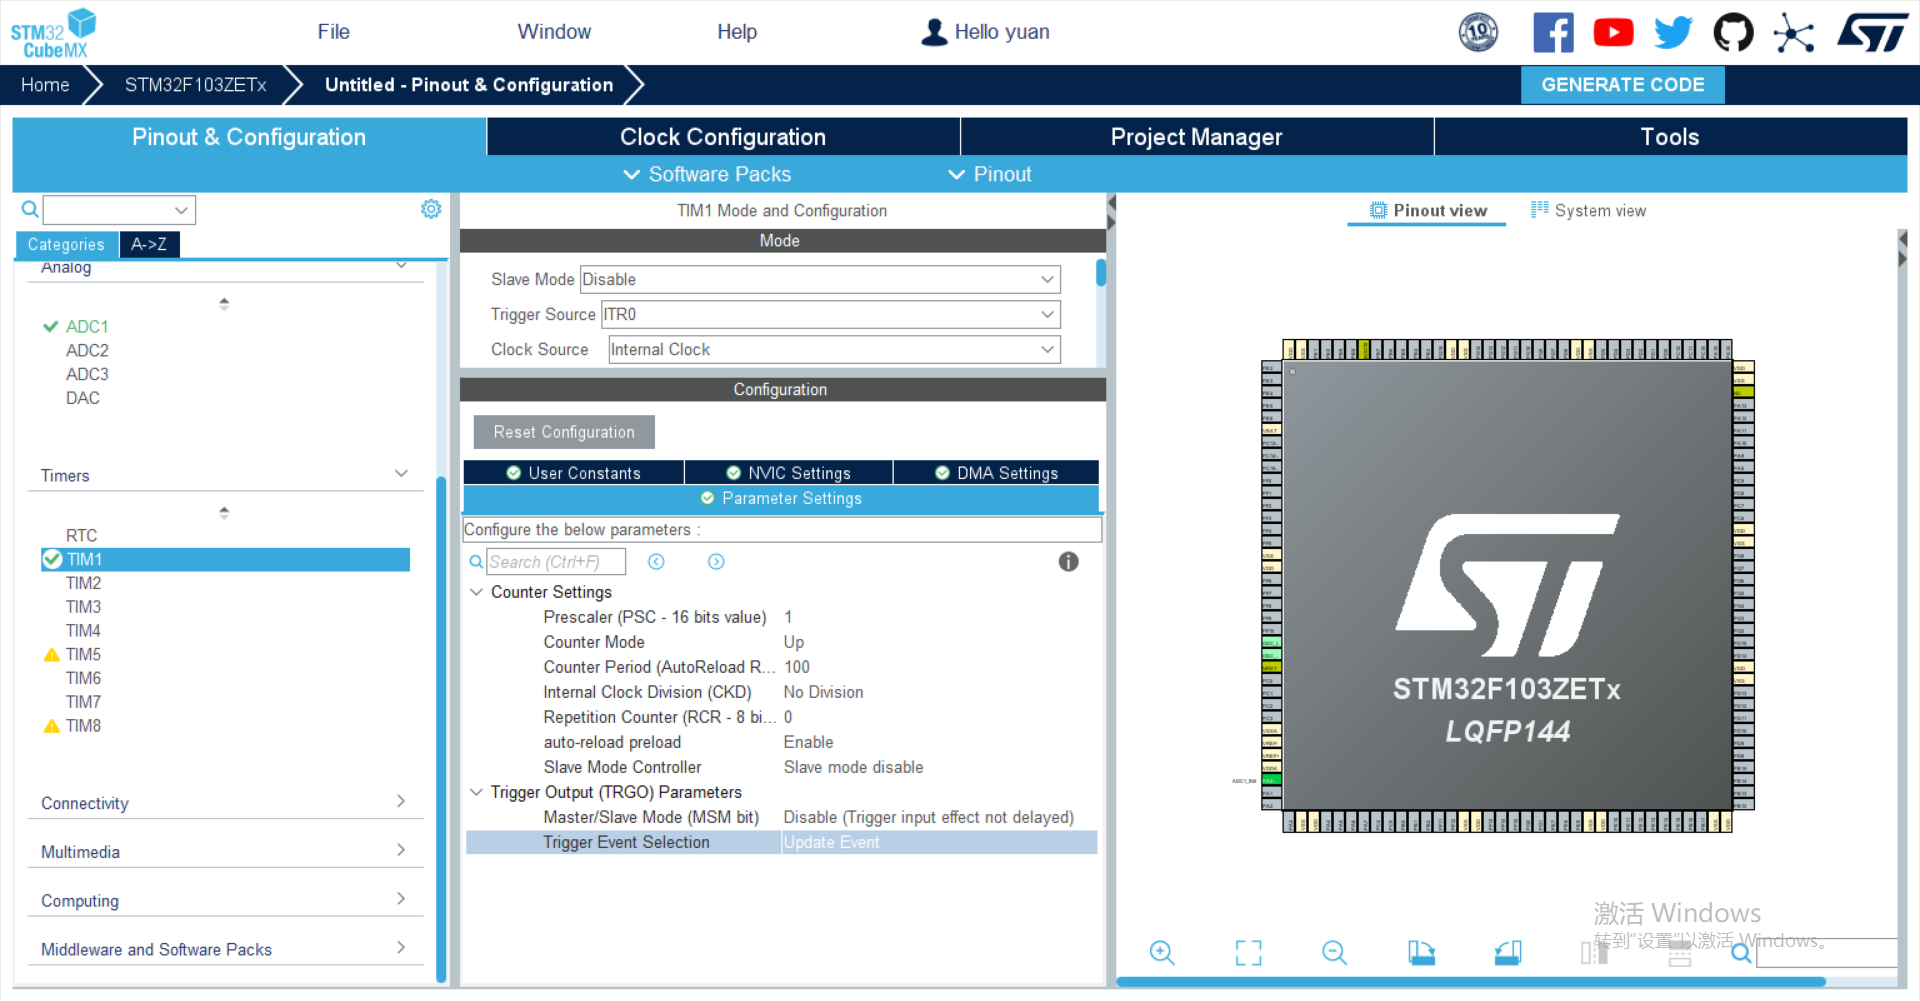 STM32
CubeMX
File
Window
Help
Hello yuan
10
Home
STM32F103ZETx
Untitled - Pinout & Configuration
GENERATE CODE
Pinout & Configuration
Clock Configuration
Project Manager
Tools
Software Packs
Pinout
Categories
A->Z
Analog
ADC1
ADC2
ADC3
DAC
Timers
RTC
TIM1
TIM2
TIM3
TIM4
TIM5
TIM6
TIM7
TIM8
Connectivity
Multimedia
Computing
Middleware and Software Packs
TIM1 Mode and Configuration
Mode
Slave Mode Disable
Trigger Source ITR0
Clock Source Internal Clock
Configuration
Reset Configuration
User Constants
NVIC Settings
DMA Settings
Parameter Settings
Configure the below parameters :
Search (Ctrl+F)
Counter Settings
Prescaler (PSC - 16 bits value) 1
Counter Mode Up
Counter Period (AutoReload R... 100
Internal Clock Division (CKD) No Division
Repetition Counter (RCR - 8 bi... 0
auto-reload preload Enable
Slave Mode Controller Slave mode disable
Trigger Output (TRGO) Parameters
Master/Slave Mode (MSM bit) Disable (Trigger input effect not delayed)
Trigger Event Selection Update Event
Pinout view
System view
STM32F103ZETx
LQFP144
激活 Windows
转到"设置"以激活 Windows。